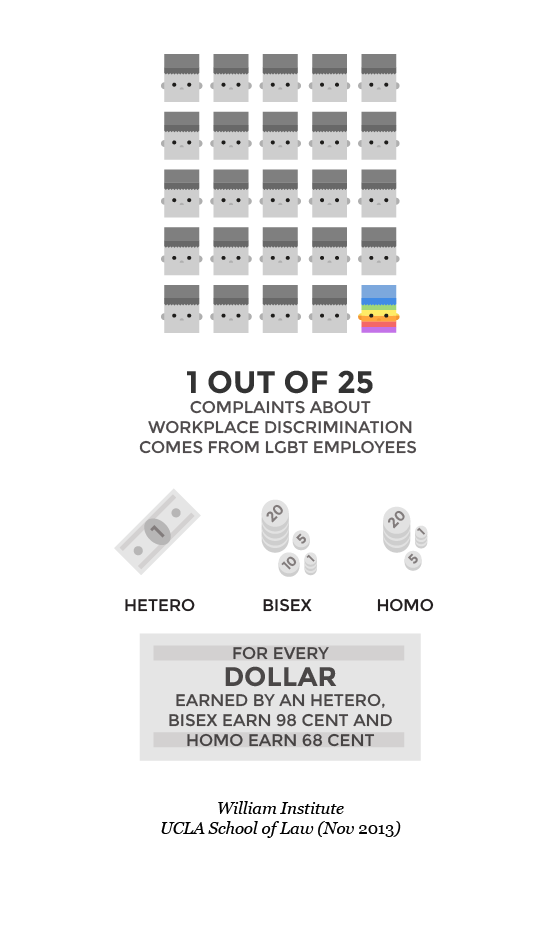 1 OUT OF 25
COMPLAINTS ABOUT
WORKPLACE DISCRIMINATION
COMES FROM LGBT EMPLOYEES
1
20
5
10
1
20
1
5
HETERO
BISEX
HOMO
FOR EVERY
DOLLAR
EARNED BY AN HETERO,
BISEX EARN 98 CENT AND
HOMO EARN 68 CENT
William Institute
UCLA School of Law (Nov 2013)